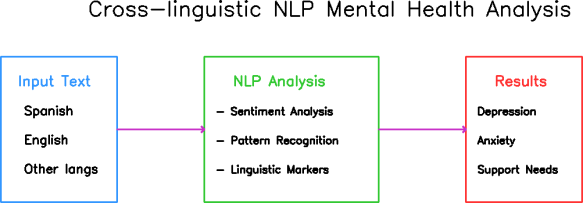 Cross-linguistic NLP Mental Health Analysis
Input Text
Spanish
English
Other langs
NLP Analysis
- Sentiment Analysis
- Pattern Recognition
- Linguistic Markers
Results
Depression
Anxiety
Support Needs